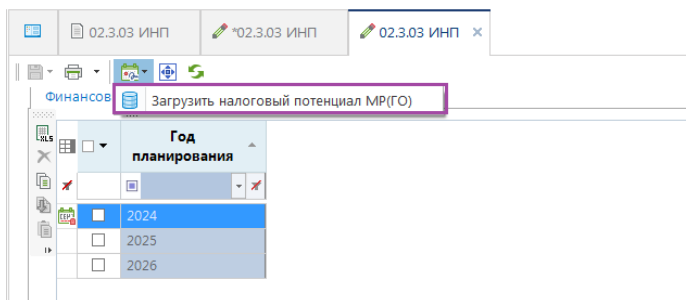 02.3.03 ИНП
*02.3.03 ИНП
02.3.03 ИНП
Финансов
Загрузить налоговый потенциал МР(ГО)
XLS
Год
планирования
2024
2025
2026